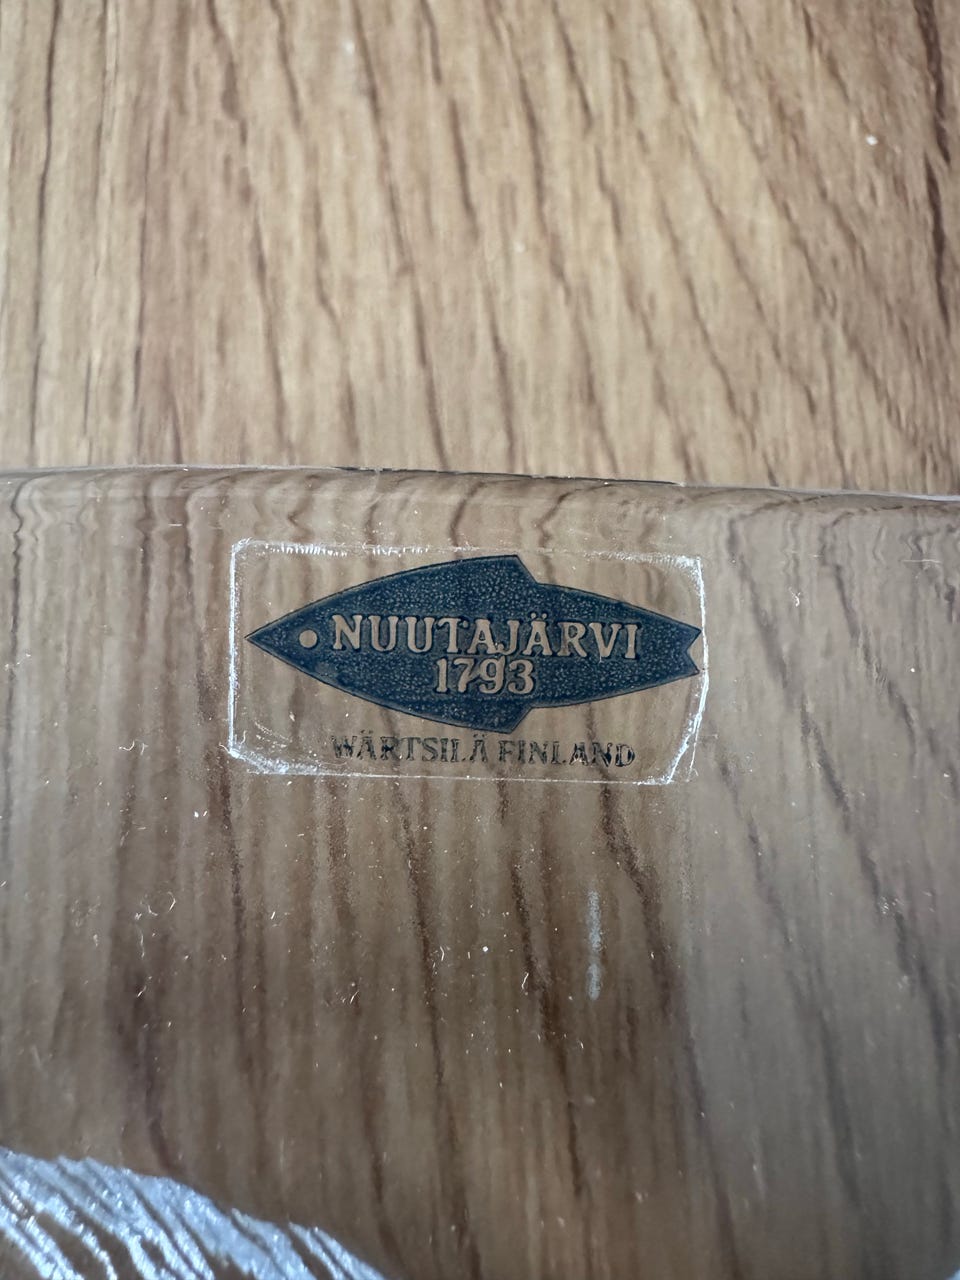 NUUTAJÄRVI
1793
WÄRTSILÄ FINLAND